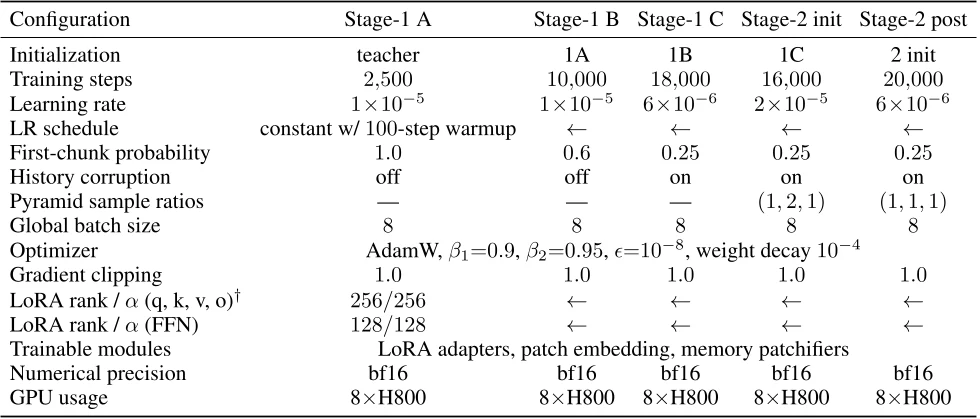 Configuration Stage-1 A Stage-1 B Stage-1 C Stage-2 init Stage-2 post
Initialization teacher 1A 1B 1C 2 init
Training steps 2,500 10,000 18,000 16,000 20,000
Learning rate 1×10⁻⁵ 1×10⁻⁵ 6×10⁻⁶ 2×10⁻⁵ 6×10⁻⁶
LR schedule constant w/ 100-step warmup ← ← ← ←
First-chunk probability 1.0 0.6 0.25 0.25 0.25
History corruption off off on on on
Pyramid sample ratios — — — (1, 2, 1) (1, 1, 1)
Global batch size 8 8 8 8 8
Optimizer AdamW, β₁=0.9, β₂=0.95, ϵ=10⁻⁸, weight decay 10⁻⁴
Gradient clipping 1.0 1.0 1.0 1.0 1.0
LoRA rank / α (q, k, v, o)† 256/256 ← ← ← ←
LoRA rank / α (FFN) 128/128 ← ← ← ←
Trainable modules LoRA adapters, patch embedding, memory patchifiers
Numerical precision bf16 bf16 bf16 bf16 bf16
GPU usage 8×H800 8×H800 8×H800 8×H800 8×H800